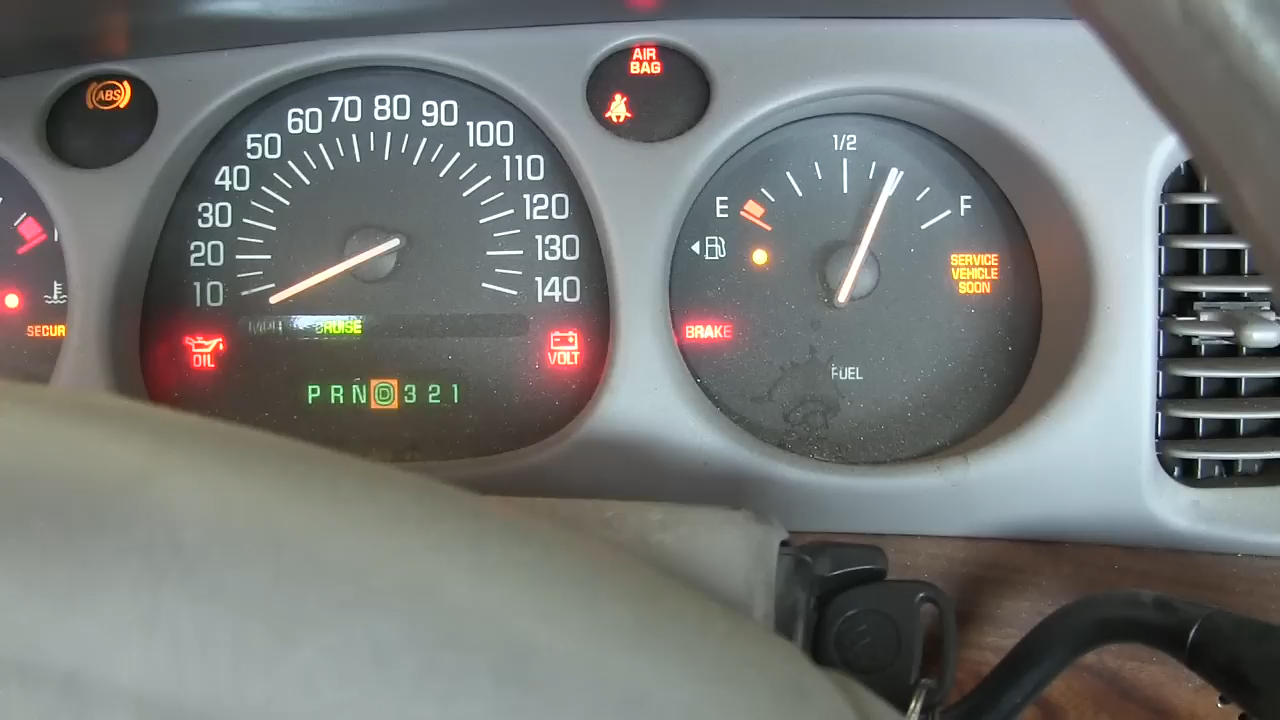 ABS
AIR
BAG
10
20
30
40
50
60
70
80
90
100
110
120
130
140
MPH CRUISE
OIL
VOLT
P R N D 3 2 1
E
1/2
F
SERVICE
VEHICLE
SOON
BRAKE
FUEL
SECUR